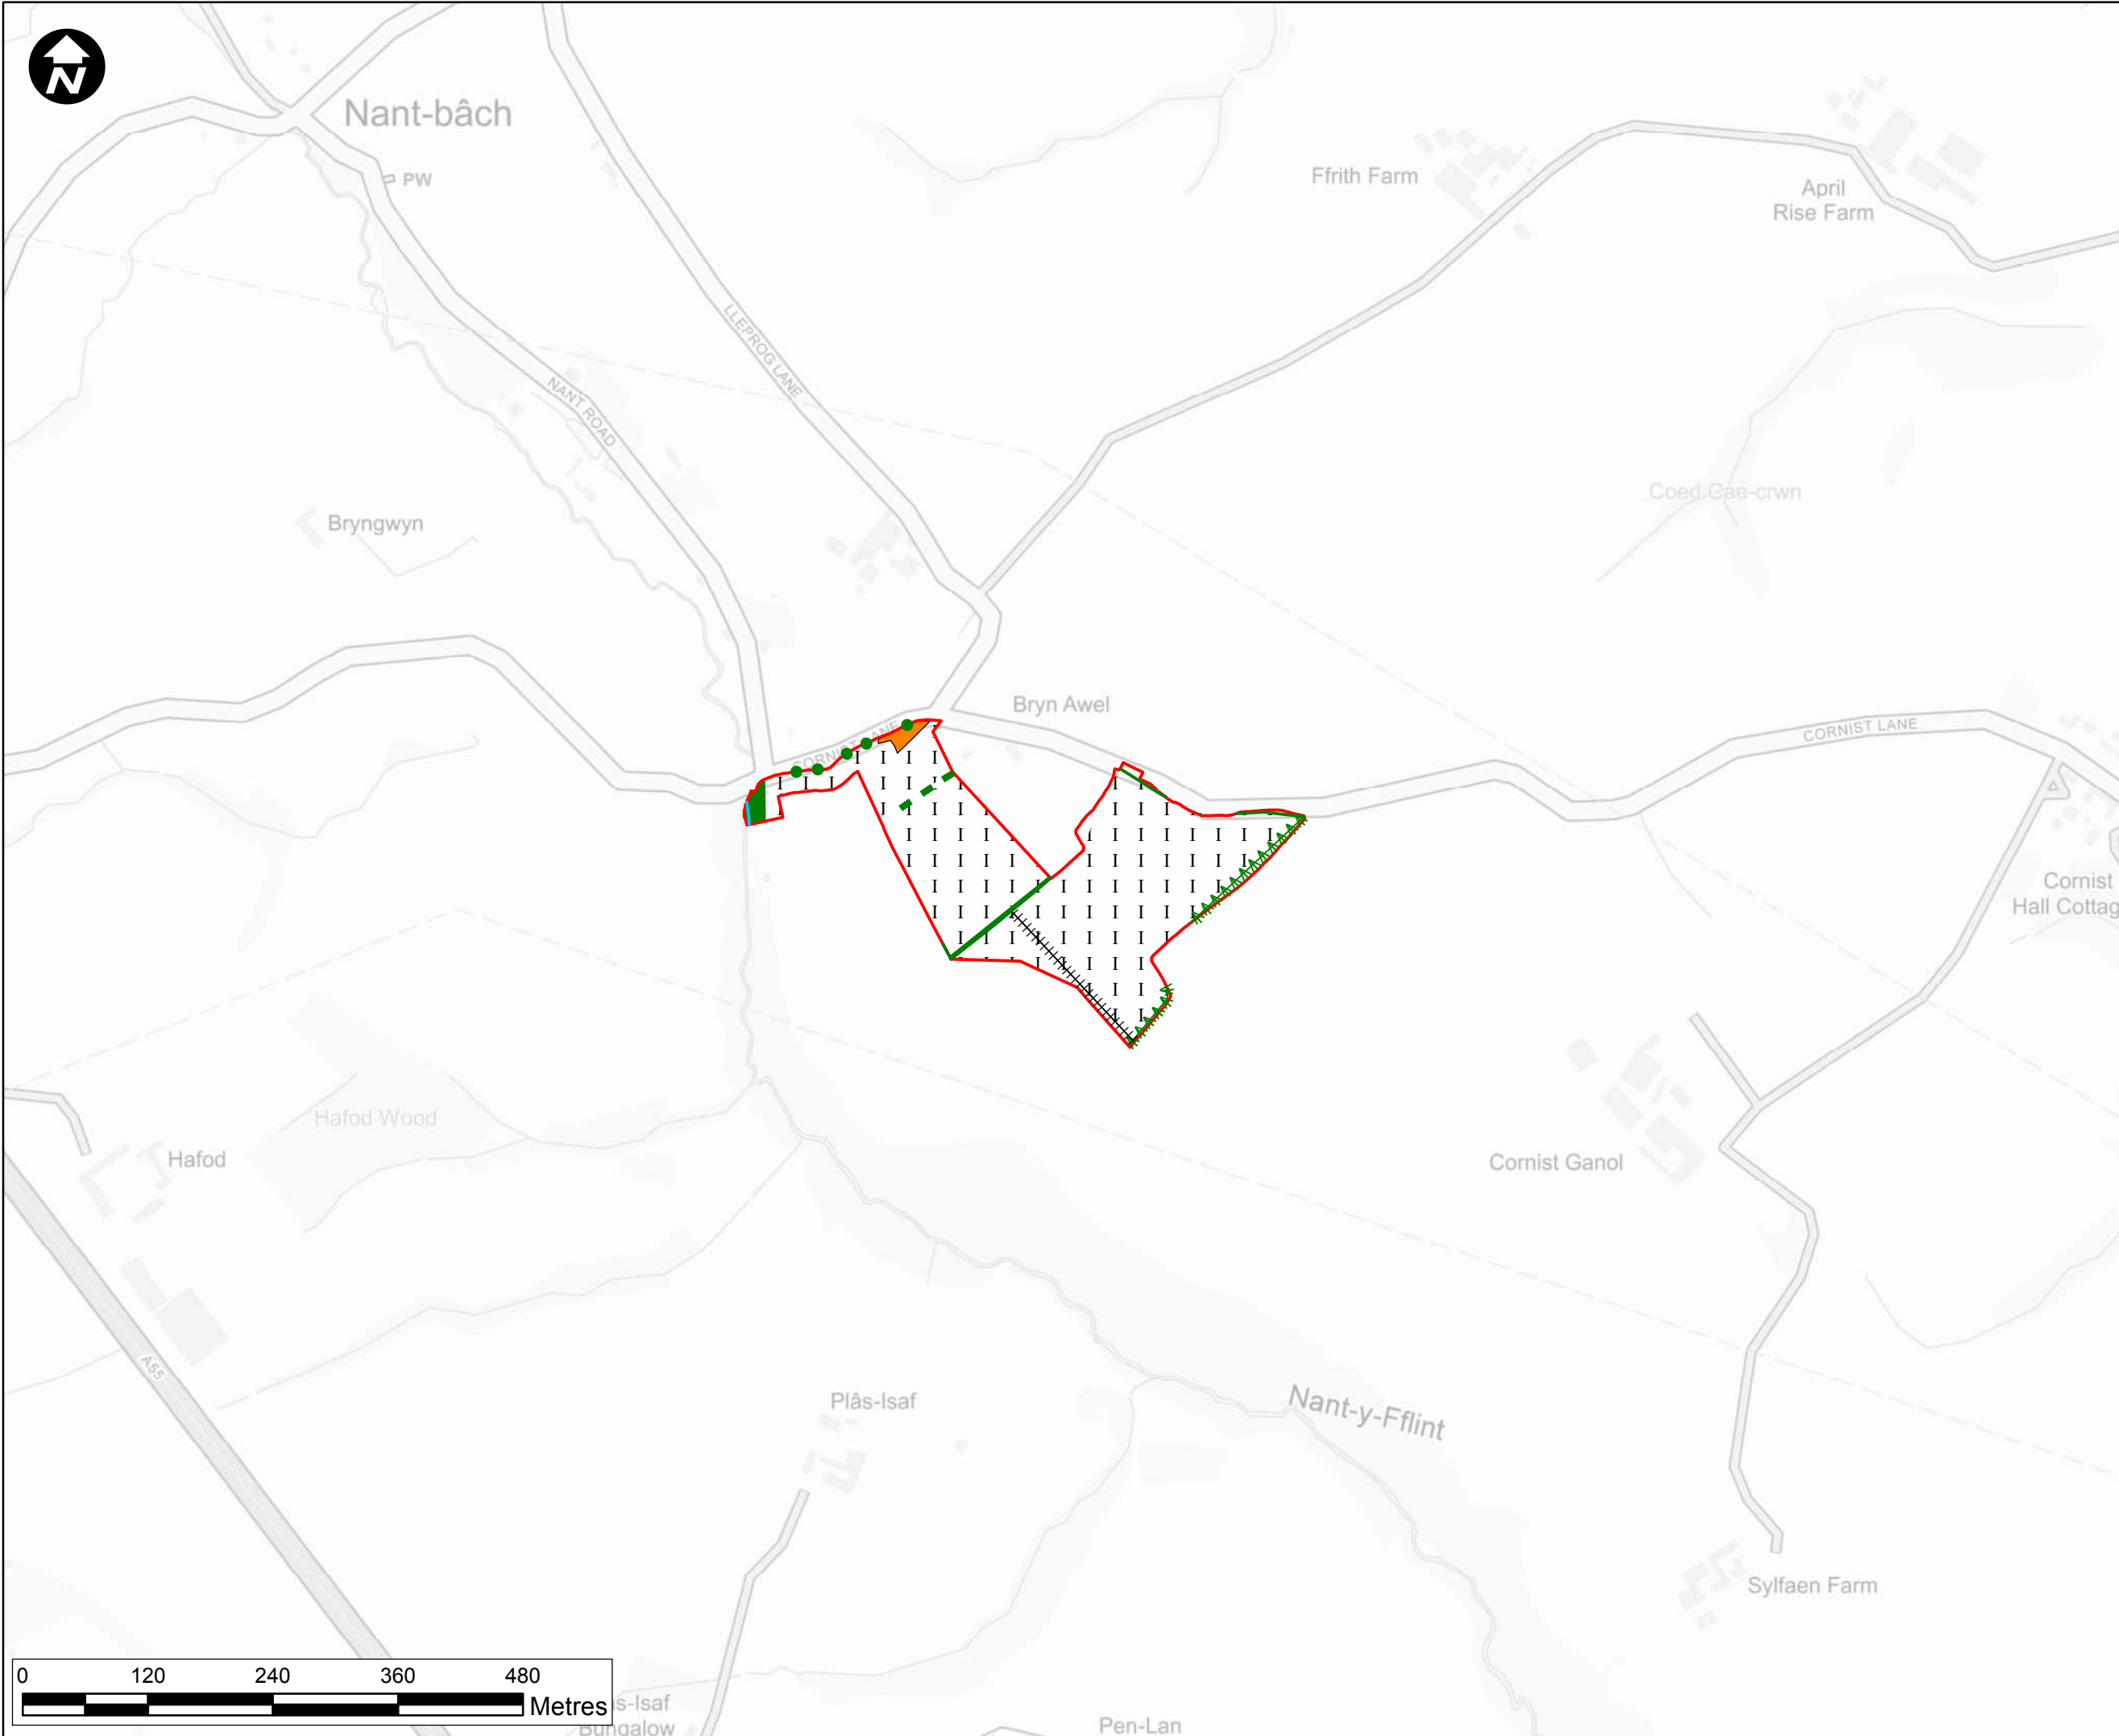 N
Nant-bâch
PW
Ffrith Farm
April
Rise Farm
LLEPROG LANE
NANT ROAD
Coed Cae-crwn
Bryngwyn
Bryn Awel
CORNIST LANE
CORNIST LANE
Cornist
Hall Cottag
Hafod Wood
Hafod
Cornist Ganol
A55
Plâs-Isaf
Nant-y-Fflint
Sylfaen Farm
0 120 240 360 480
Metres
s-Isaf
Bungalow
Pen-Lan